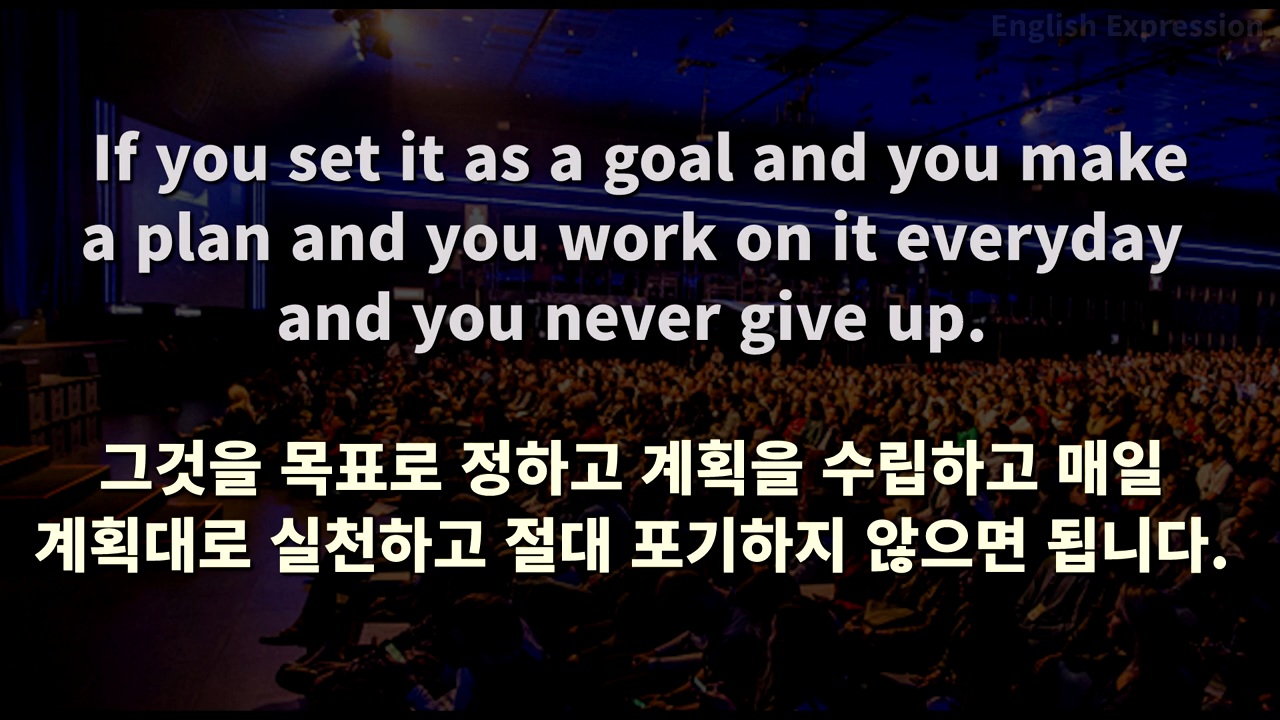 English Expression
If you set it as a goal and you make
a plan and you work on it everyday
and you never give up.
그것을 목표로 정하고 계획을 수립하고 매일
계획대로 실천하고 절대 포기하지 않으면 됩니다.